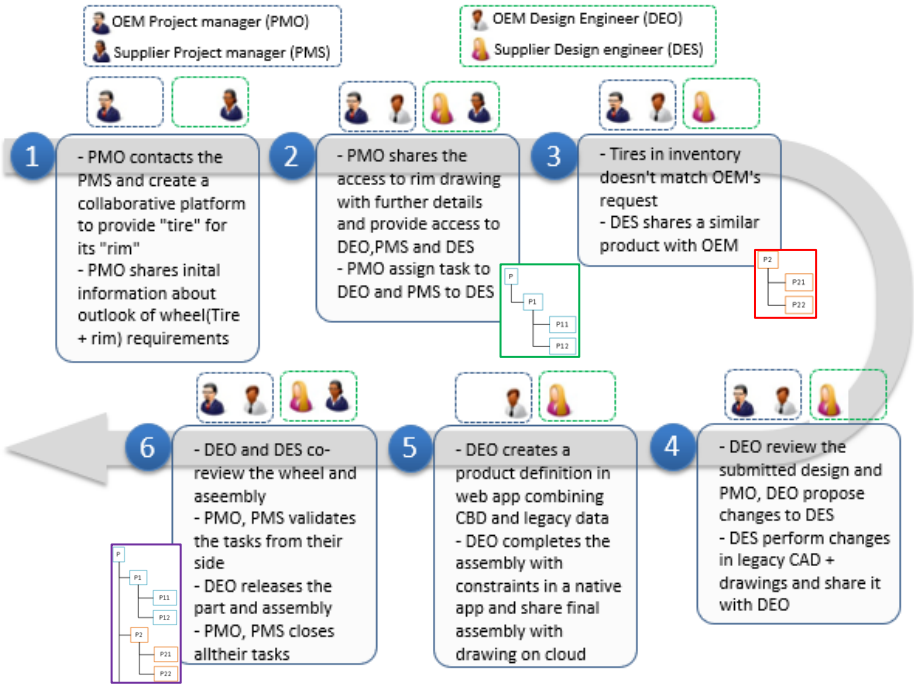 OEM Project manager (PMO)
Supplier Project manager (PMS)
OEM Design Engineer (DEO)
Supplier Design engineer (DES)
1
- PMO contacts the
PMS and create a
collaborative platform
to provide "tire" for
its "rim"
- PMO shares inital
information about
outlook of wheel(Tire
+ rim) requirements
2
- PMO shares the
access to rim drawing
with further details
and provide access to
DEO,PMS and DES
- PMO assign task to
DEO and PMS to DES
P
P1
P11
P12
3
- Tires in inventory
doesn't match OEM's
request
- DES shares a similar
product with OEM
P2
P21
P22
4
- DEO review the
submitted design and
PMO, DEO propose
changes to DES
- DES perform changes
in legacy CAD +
drawings and share it
with DEO
5
- DEO creates a
product definition in
web app combining
CBD and legacy data
- DEO completes the
assembly with
constraints in a native
app and share final
assembly with
drawing on cloud
6
- DEO and DES co-
review the wheel and
aseembly
- PMO, PMS validates
the tasks from their
side
- DEO releases the
part and assembly
- PMO, PMS closes
alltheir tasks
P
P1
P11
P12
P2
P21
P22